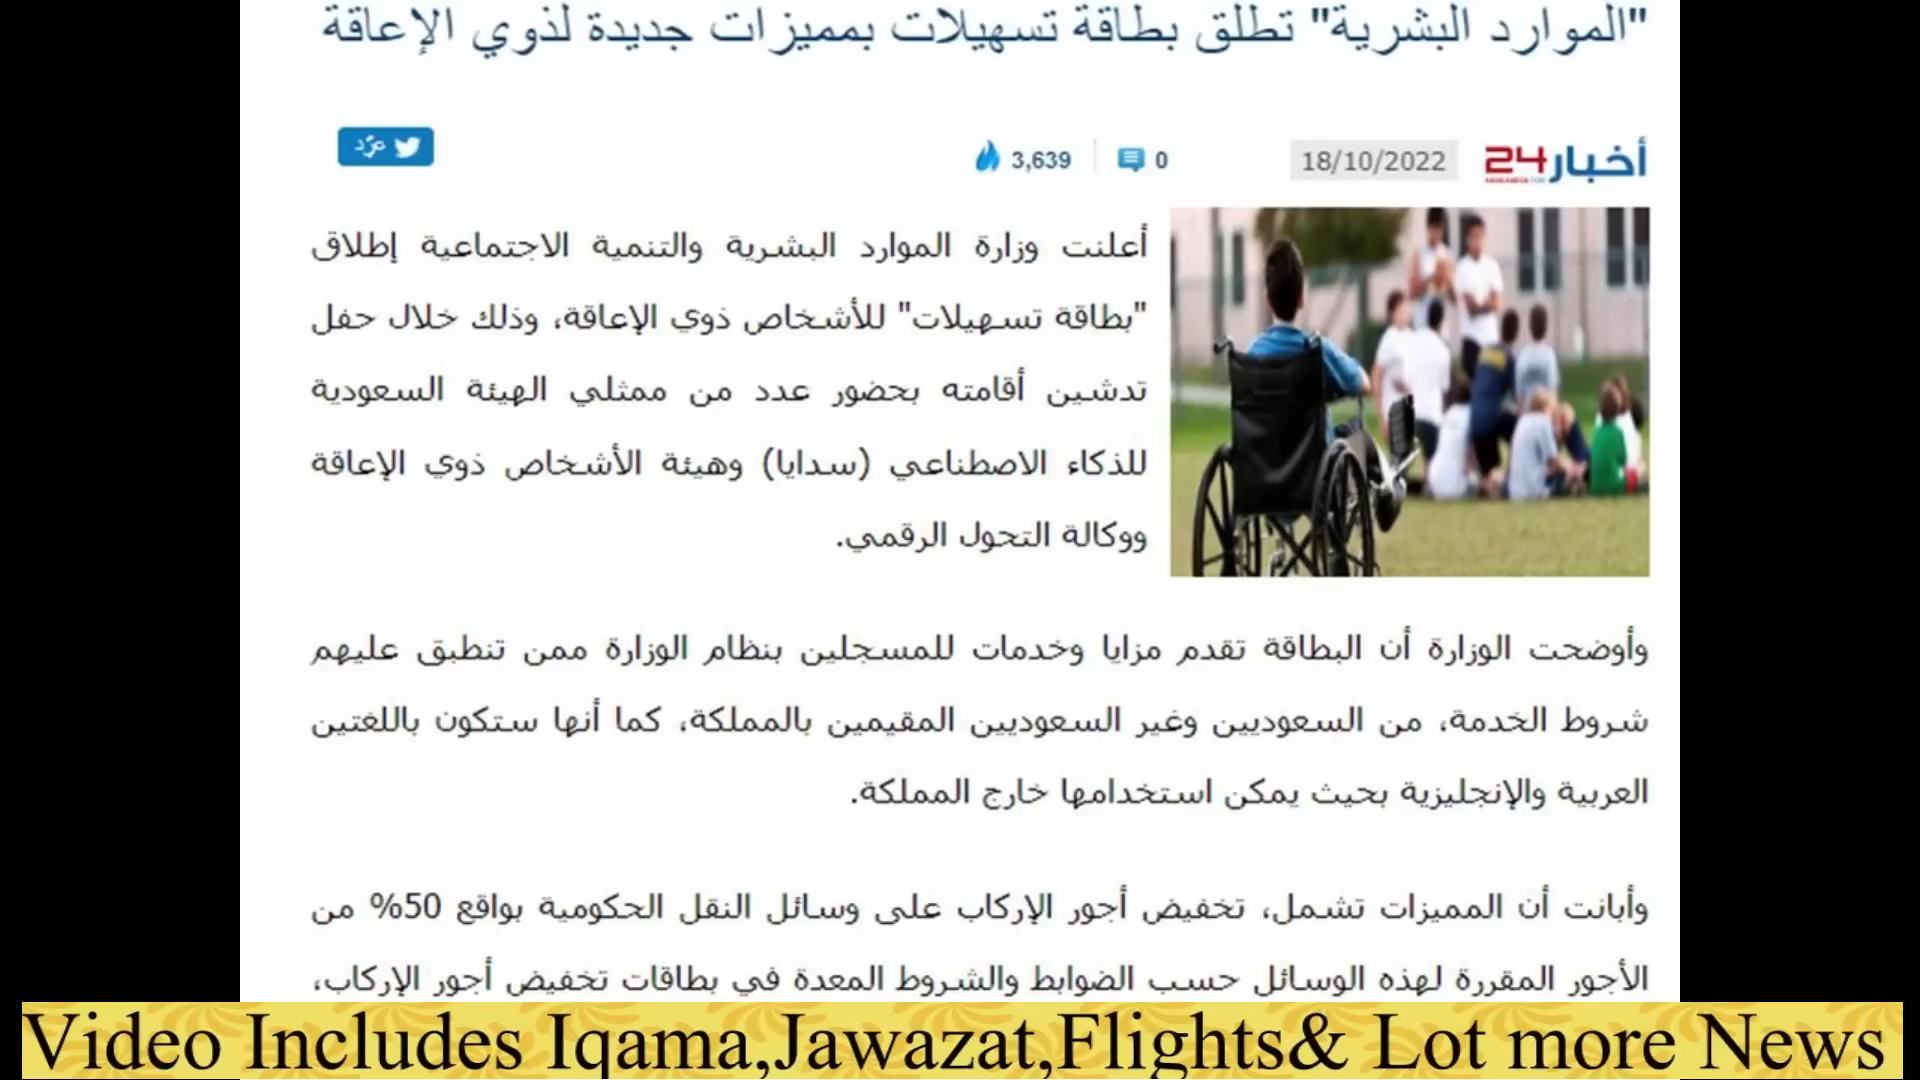 "الموارد البشرية" تطلق بطاقة تسهيلات بمميزات جديدة لذوي الإعاقة
أخبار24
18/10/2022
0
3,639
غرّد
أعلنت وزارة الموارد البشرية والتنمية الاجتماعية إطلاق
"بطاقة تسهيلات" للأشخاص ذوي الإعاقة، وذلك خلال حفل
تدشين أقامته بحضور عدد من ممثلي الهيئة السعودية
للذكاء الاصطناعي (سدايا) وهيئة الأشخاص ذوي الإعاقة
ووكالة التحول الرقمي.
وأوضحت الوزارة أن البطاقة تقدم مزايا وخدمات للمسجلين بنظام الوزارة ممن تنطبق عليهم
شروط الخدمة، من السعوديين وغير السعوديين المقيمين بالمملكة، كما أنها ستكون باللغتين
العربية والإنجليزية بحيث يمكن استخدامها خارج المملكة.
وأبانت أن المميزات تشمل، تخفيض أجور الإركاب على وسائل النقل الحكومية بواقع 50% من
الأجور المقررة لهذه الوسائل حسب الضوابط والشروط المعدة في بطاقات تخفيض أجور الإركاب،
Video Includes Iqama,Jawazat,Flights& Lot more News